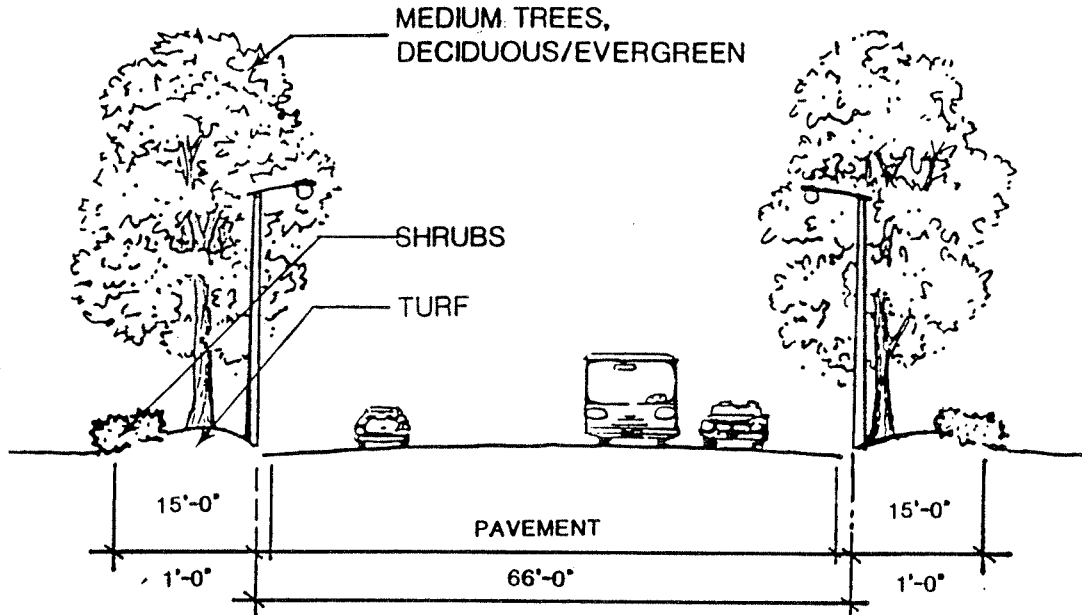 MEDIUM TREES,
DECIDUOUS/EVERGREEN
SHRUBS
TURF
15'-0"
PAVEMENT
15'-0"
1'-0"
66'-0"
1'-0"